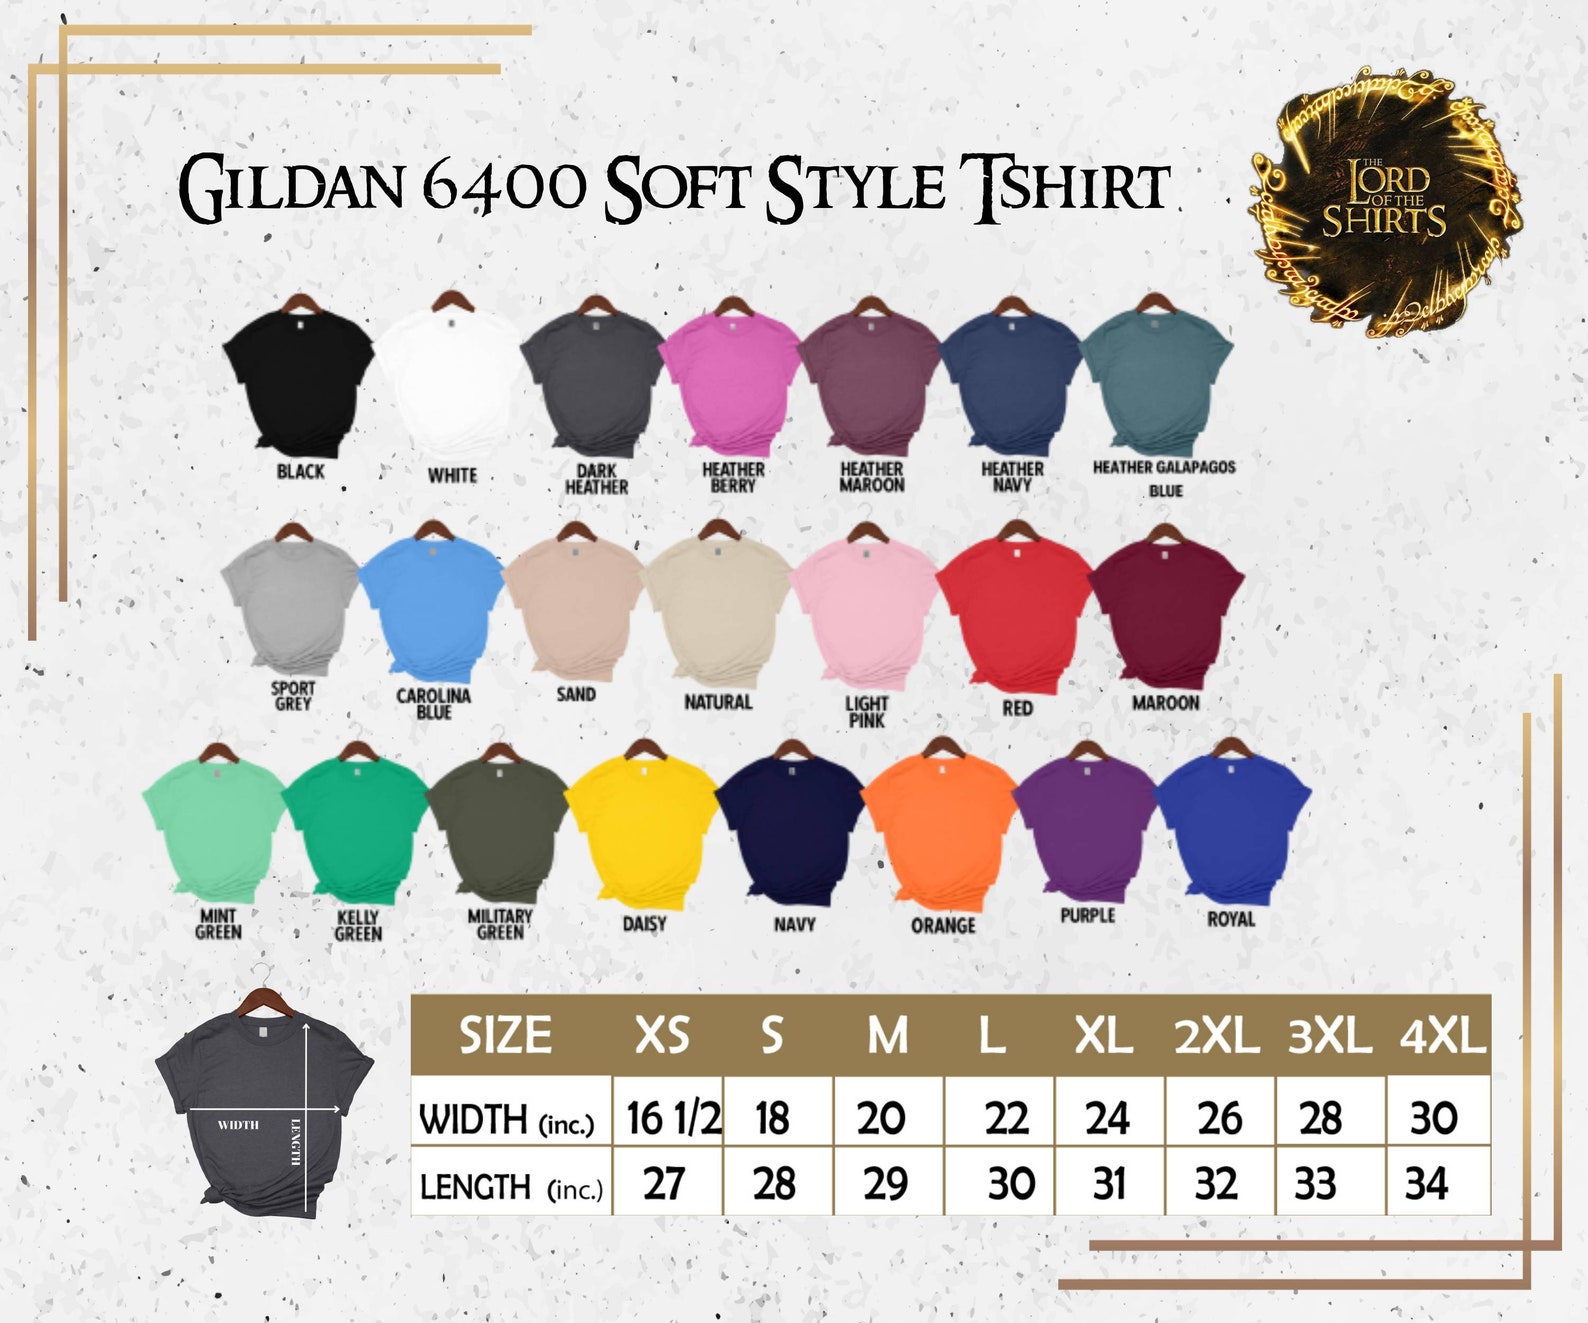 GILDAN 6400 SOFT STYLE TSHIRT
THE
LORD
OF THE
SHIRTS
BLACK
WHITE
DARK
HEATHER
HEATHER
BERRY
HEATHER
MAROON
HEATHER
NAVY
HEATHER GALAPAGOS
BLUE
SPORT
GREY
CAROLINA
BLUE
SAND
NATURAL
LIGHT
PINK
RED
MAROON
MINT
GREEN
KELLY
GREEN
MILITARY
GREEN
DAISY
NAVY
ORANGE
PURPLE
ROYAL
WIDTH
LENGTH
SIZE XS S M L XL 2XL 3XL 4XL
WIDTH (inc.) 16 1/2 18 20 22 24 26 28 30
LENGTH (inc.) 27 28 29 30 31 32 33 34